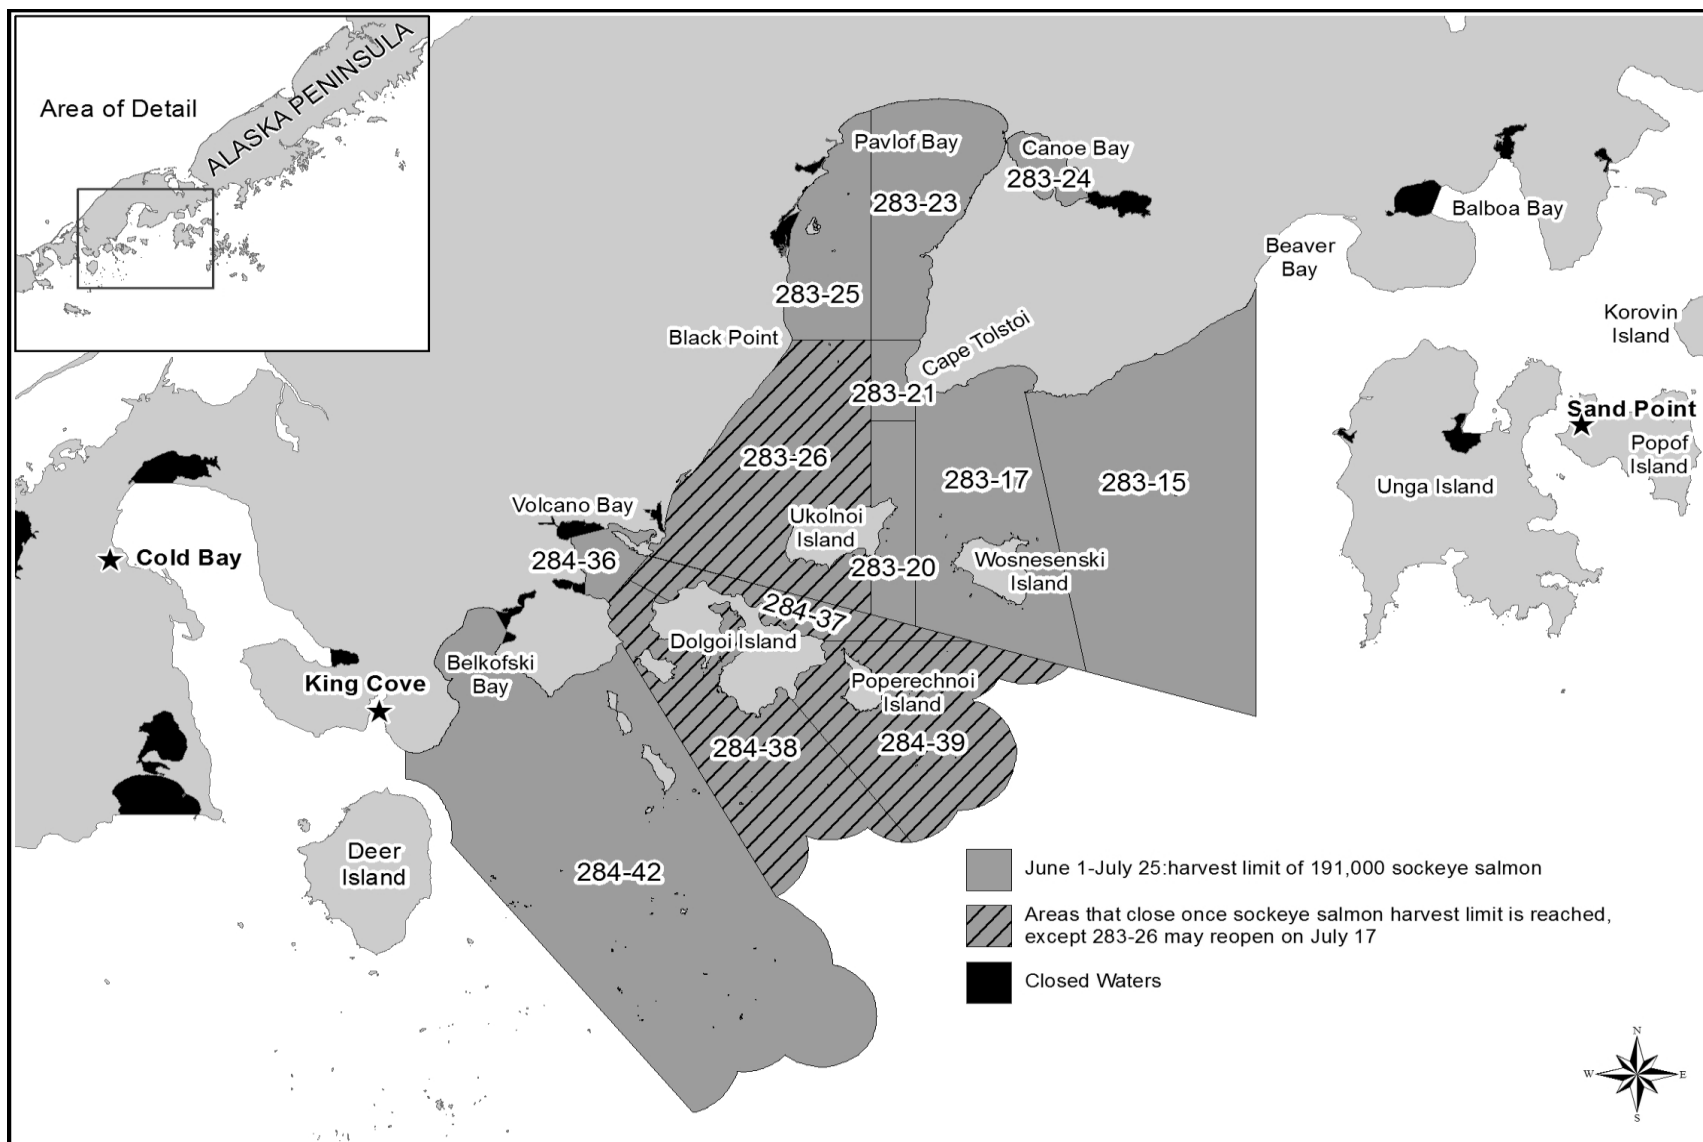 ALASKA PENINSULA
Area of Detail
Pavlof Bay
Canoe Bay
283-24
283-23
Balboa Bay
Beaver
Bay
283-25
Korovin
Island
Black Point
Cape Tolstoi
283-21
Sand Point
Popof
Island
283-26
283-17
283-15
Unga Island
Volcano Bay
Ukolnoi
Island
Cold Bay
284-36
283-20
Wosnesenski
Island
284-37
Dolgoi Island
Belkofski
Bay
King Cove
Poperechnoi
Island
284-38
284-39
Deer
Island
284-42
June 1-July 25:harvest limit of 191,000 sockeye salmon
Areas that close once sockeye salmon harvest limit is reached,
except 283-26 may reopen on July 17
Closed Waters
N
W
E
S